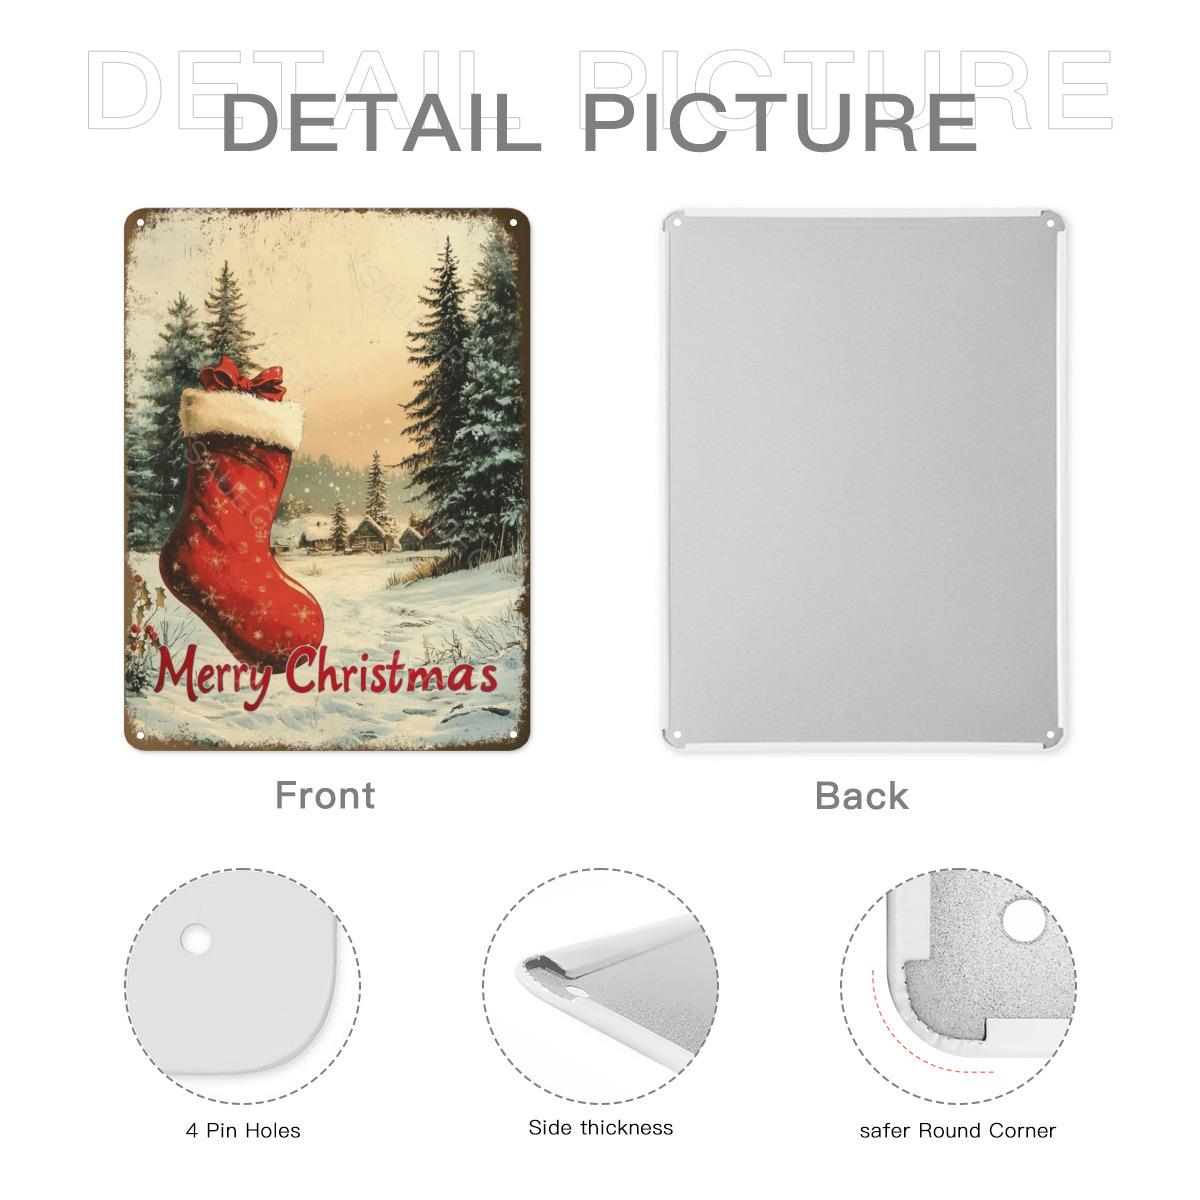 DETAIL PICTURE
DETAIL PICTURE
Merry Christmas
Front
Back
4 Pin Holes
Side thickness
safer Round Corner